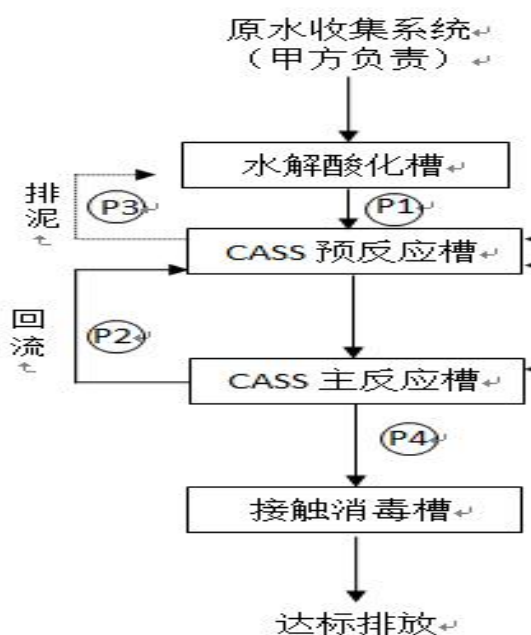 原水收集系统
（甲方负责）
水解酸化槽
排泥
P3
P1
CASS 预反应槽
回流
P2
CASS 主反应槽
P4
接触消毒槽
达标排放